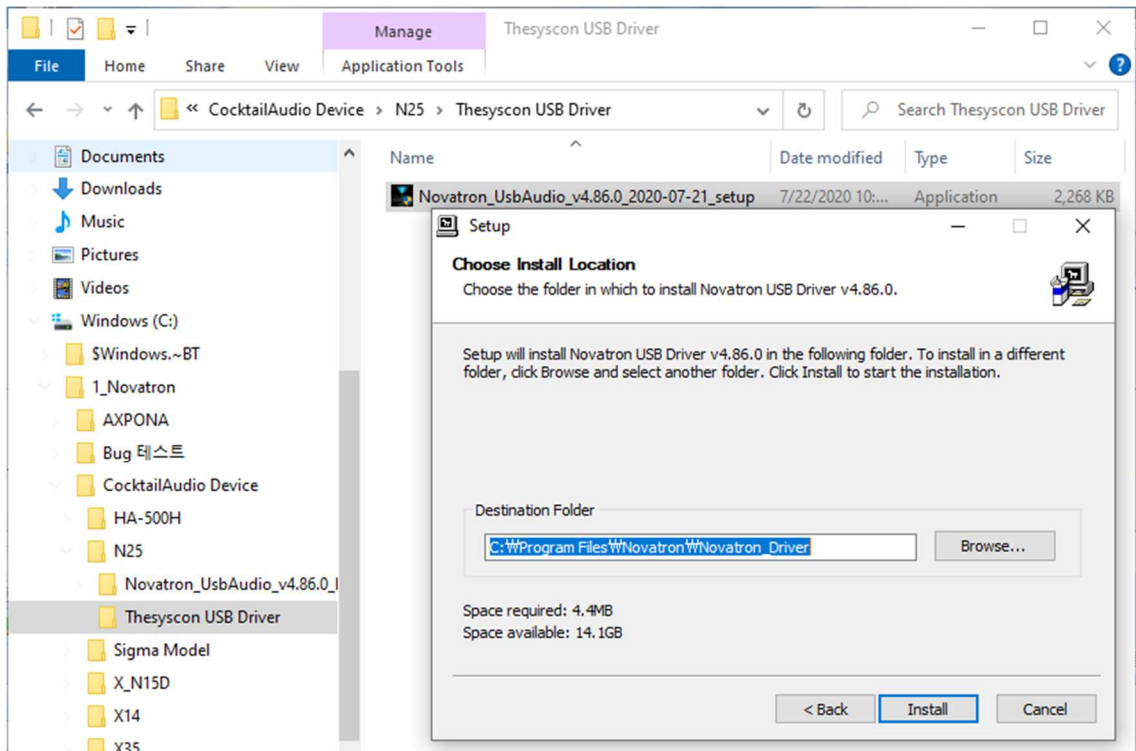 Manage
Thesyscon USB Driver
File
Home
Share
View
Application Tools
« CocktailAudio Device > N25 > Thesyscon USB Driver
Search Thesyscon USB Driver
Documents
Downloads
Music
Pictures
Videos
Windows (C:)
$Windows.~BT
1_Novatron
AXPONA
Bug 테스트
CocktailAudio Device
HA-500H
N25
Novatron_UsbAudio_v4.86.0_
Thesyscon USB Driver
Sigma Model
X_N15D
X14
X35
Name
Date modified
Type
Size
Novatron_UsbAudio_v4.86.0_2020-07-21_setup
7/22/2020 10:...
Application
2,268 KB
Setup
Choose Install Location
Choose the folder in which to install Novatron USB Driver v4.86.0.
Setup will install Novatron USB Driver v4.86.0 in the following folder. To install in a different
folder, click Browse and select another folder. Click Install to start the installation.
Destination Folder
C:₩Program Files₩Novatron₩Novatron_Driver
Browse...
Space required: 4.4MB
Space available: 14.1GB
< Back
Install
Cancel